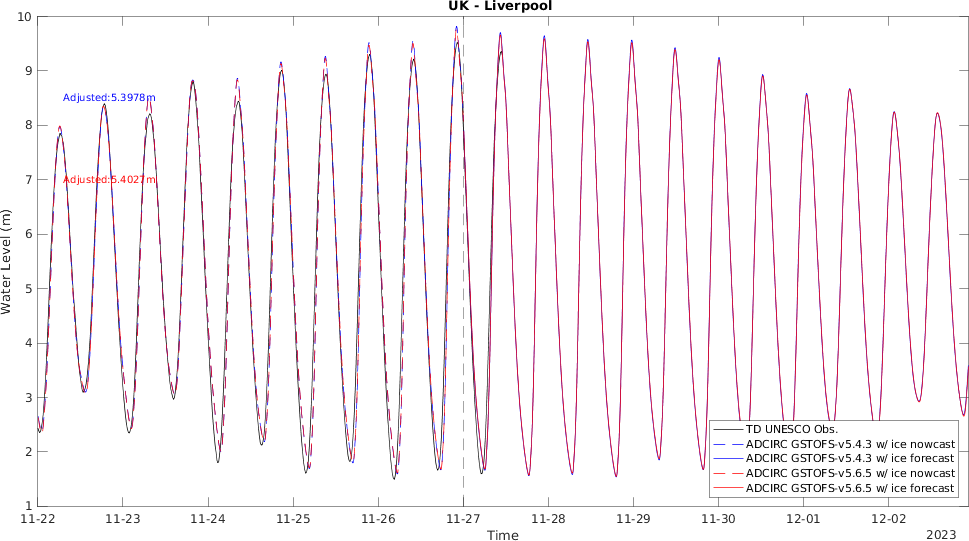 UK - Liverpool
10
9
8
7
6
5
4
3
2
1
Water Level (m)
Adjusted:5.3978m
Adjusted:5.4027m
TD UNESCO Obs.
ADCIRC GSTOFS-v5.4.3 w/ ice nowcast
ADCIRC GSTOFS-v5.4.3 w/ ice forecast
ADCIRC GSTOFS-v5.6.5 w/ ice nowcast
ADCIRC GSTOFS-v5.6.5 w/ ice forecast
11-22 11-23 11-24 11-25 11-26 11-27 11-28 11-29 11-30 12-01 12-02
Time
2023